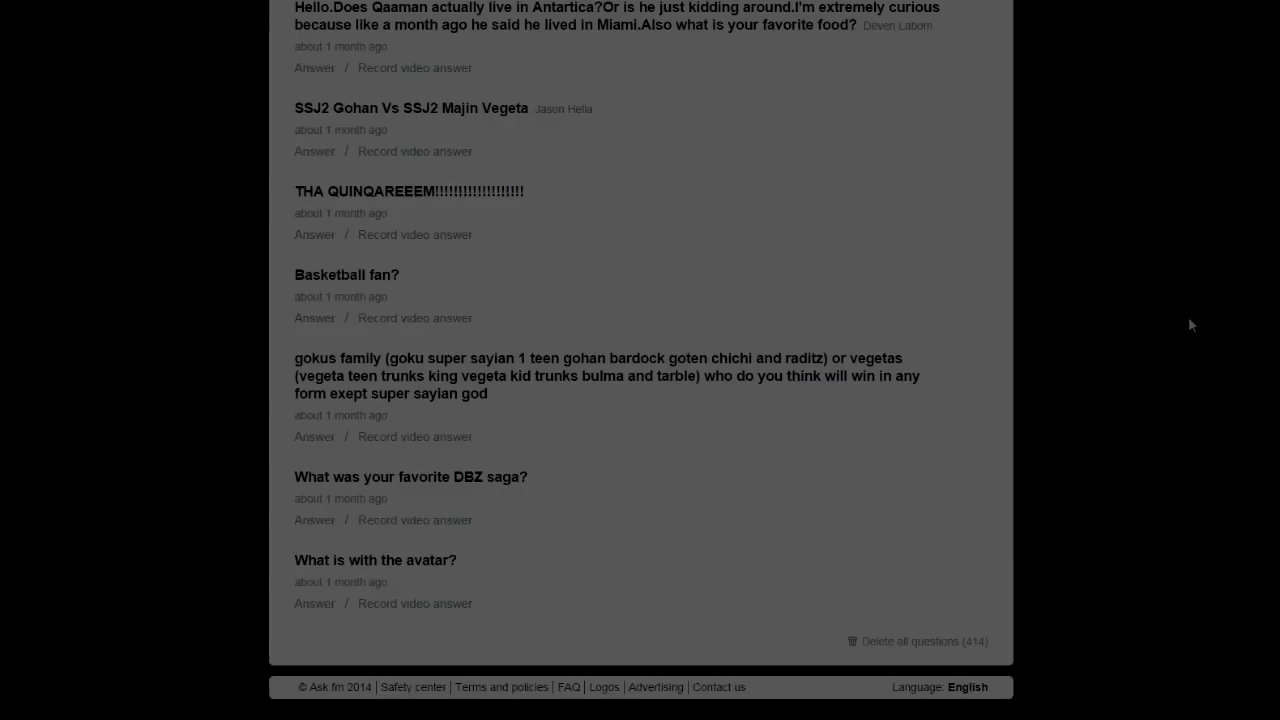 Hello.Does Qaaman actually live in Antartica?Or is he just kidding around.I'm extremely curious
because like a month ago he said he lived in Miami.Also what is your favorite food? Deven Laborn
about 1 month ago
Answer / Record video answer
SSJ2 Gohan Vs SSJ2 Majin Vegeta Jason Hella
about 1 month ago
Answer / Record video answer
THA QUINQAREEEM!!!!!!!!!!!!!!!!!!!
about 1 month ago
Answer / Record video answer
Basketball fan?
about 1 month ago
Answer / Record video answer
gokus family (goku super sayian 1 teen gohan bardock goten chichi and raditz) or vegetas
(vegeta teen trunks king vegeta kid trunks bulma and tarble) who do you think will win in any
form exept super sayian god
about 1 month ago
Answer / Record video answer
What was your favorite DBZ saga?
about 1 month ago
Answer / Record video answer
What is with the avatar?
about 1 month ago
Answer / Record video answer
Delete all questions (414)
© Ask.fm 2014 | Safety center | Terms and policies | FAQ | Logos | Advertising | Contact us Language: English